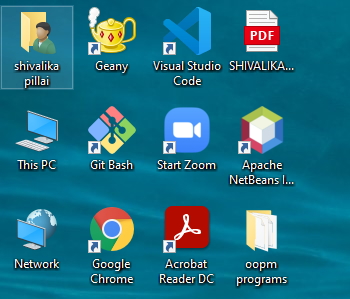 shivalika
pillai
Geany
Visual Studio
Code
PDF
SHIVALIKA...
This PC
Git Bash
Start Zoom
Apache
NetBeans I...
Network
Google
Chrome
Acrobat
Reader DC
oopm
programs